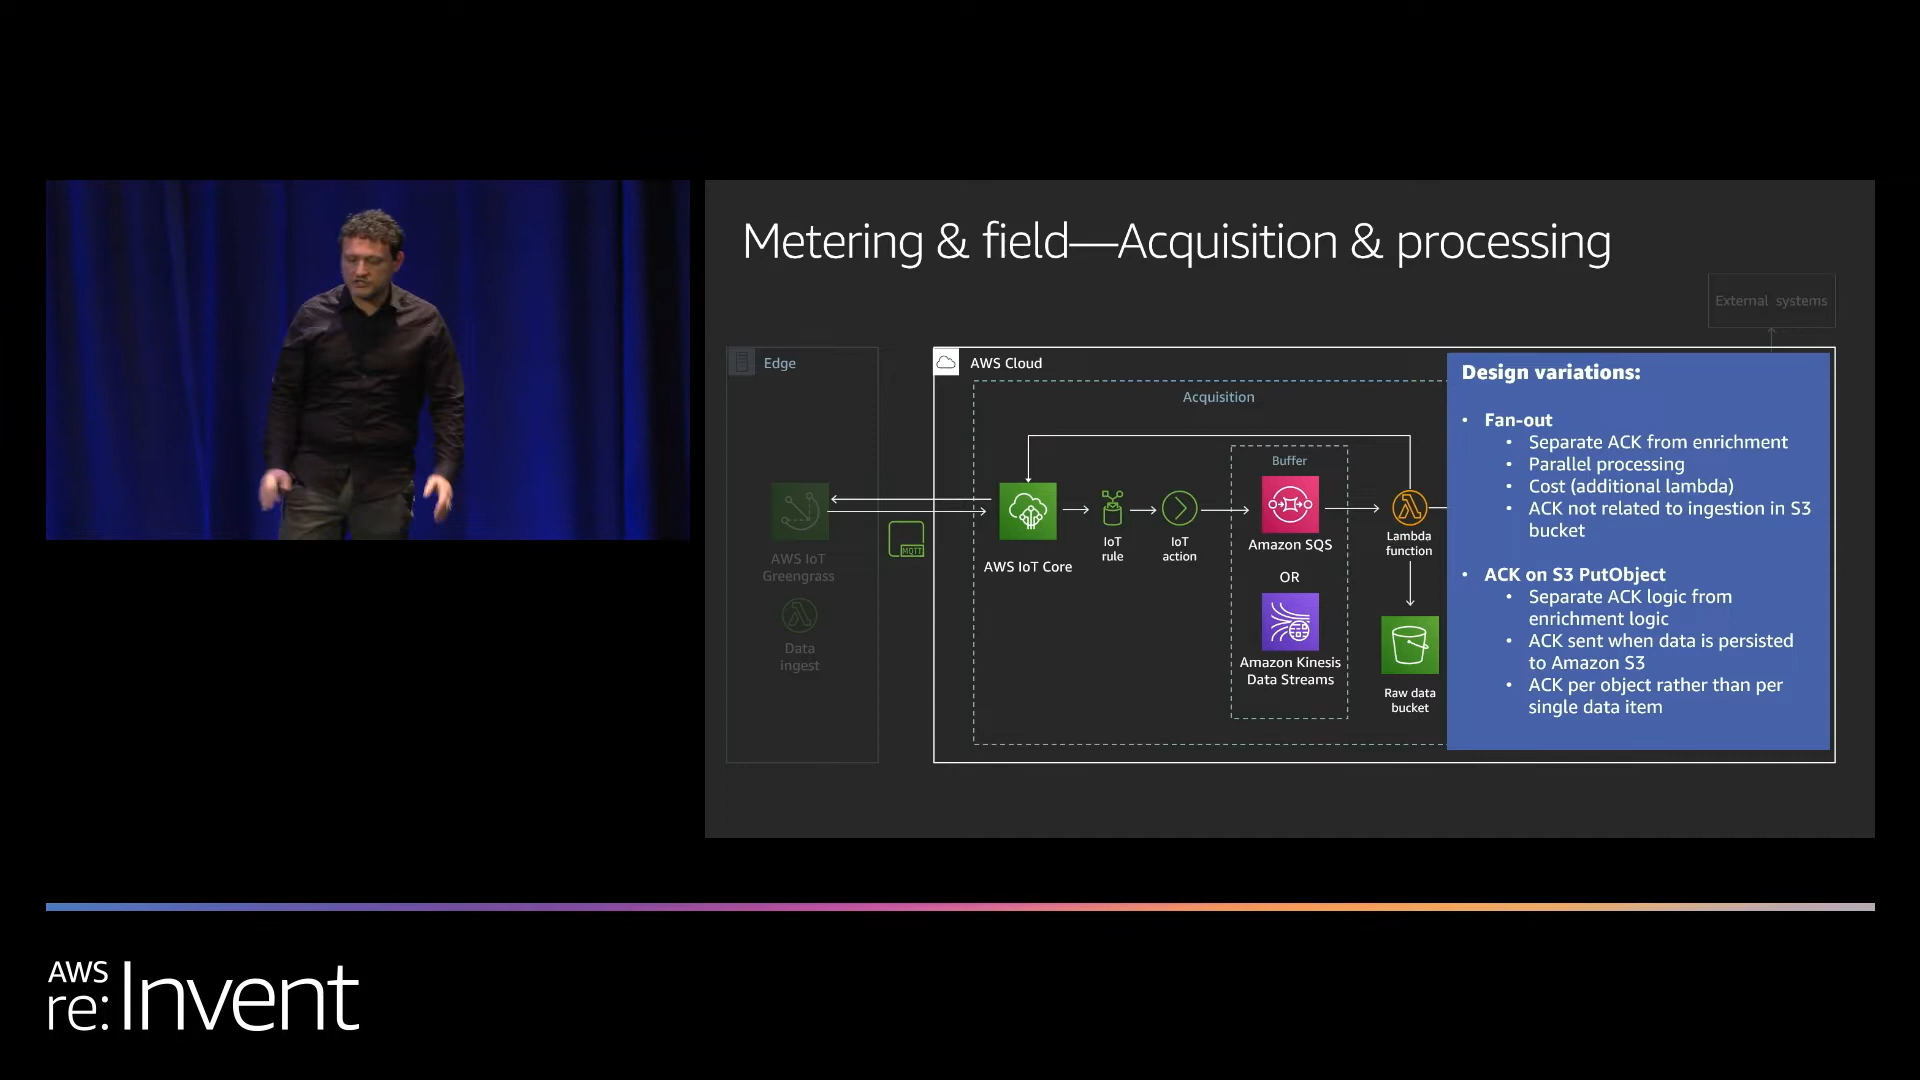 Metering & field—Acquisition & processing
External systems
Edge
AWS Cloud
Acquisition
Buffer
AWS IoT
Greengrass
Data
ingest
MQTT
AWS IoT Core
IoT
rule
IoT
action
Amazon SQS
OR
Amazon Kinesis
Data Streams
Lambda
function
Raw data
bucket
Design variations:
• Fan-out
• Separate ACK from enrichment
• Parallel processing
• Cost (additional lambda)
• ACK not related to ingestion in S3
bucket
• ACK on S3 PutObject
• Separate ACK logic from
enrichment logic
• ACK sent when data is persisted
to Amazon S3
• ACK per object rather than per
single data item
AWS
re:Invent